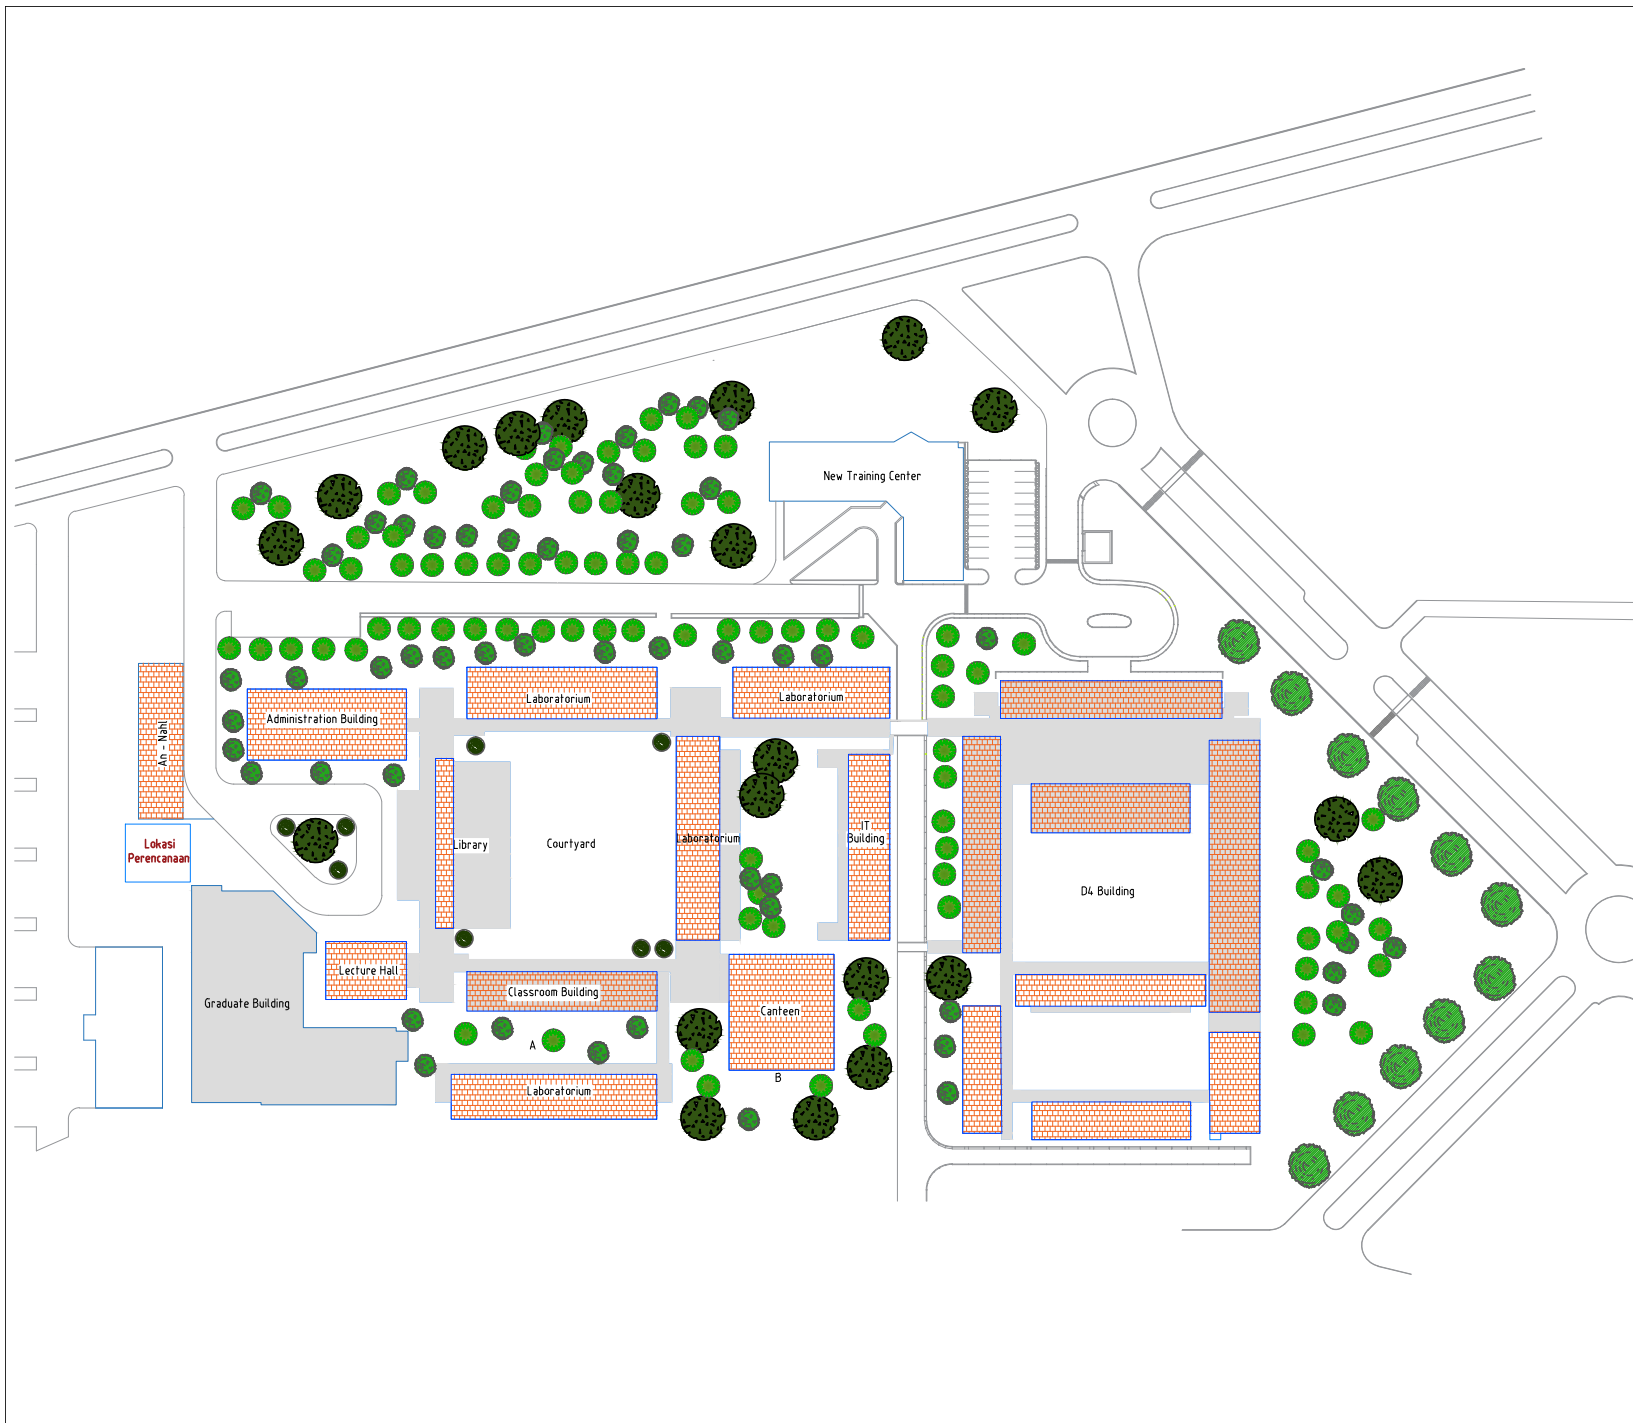 New Training Center
Laboratorium
Laboratorium
Administration Building
An - Nahl
Lokasi
Perencanaan
Library
Courtyard
Laboratorium
IT
Building
D4 Building
Lecture Hall
Graduate Building
Classroom Building
Canteen
A
B
Laboratorium